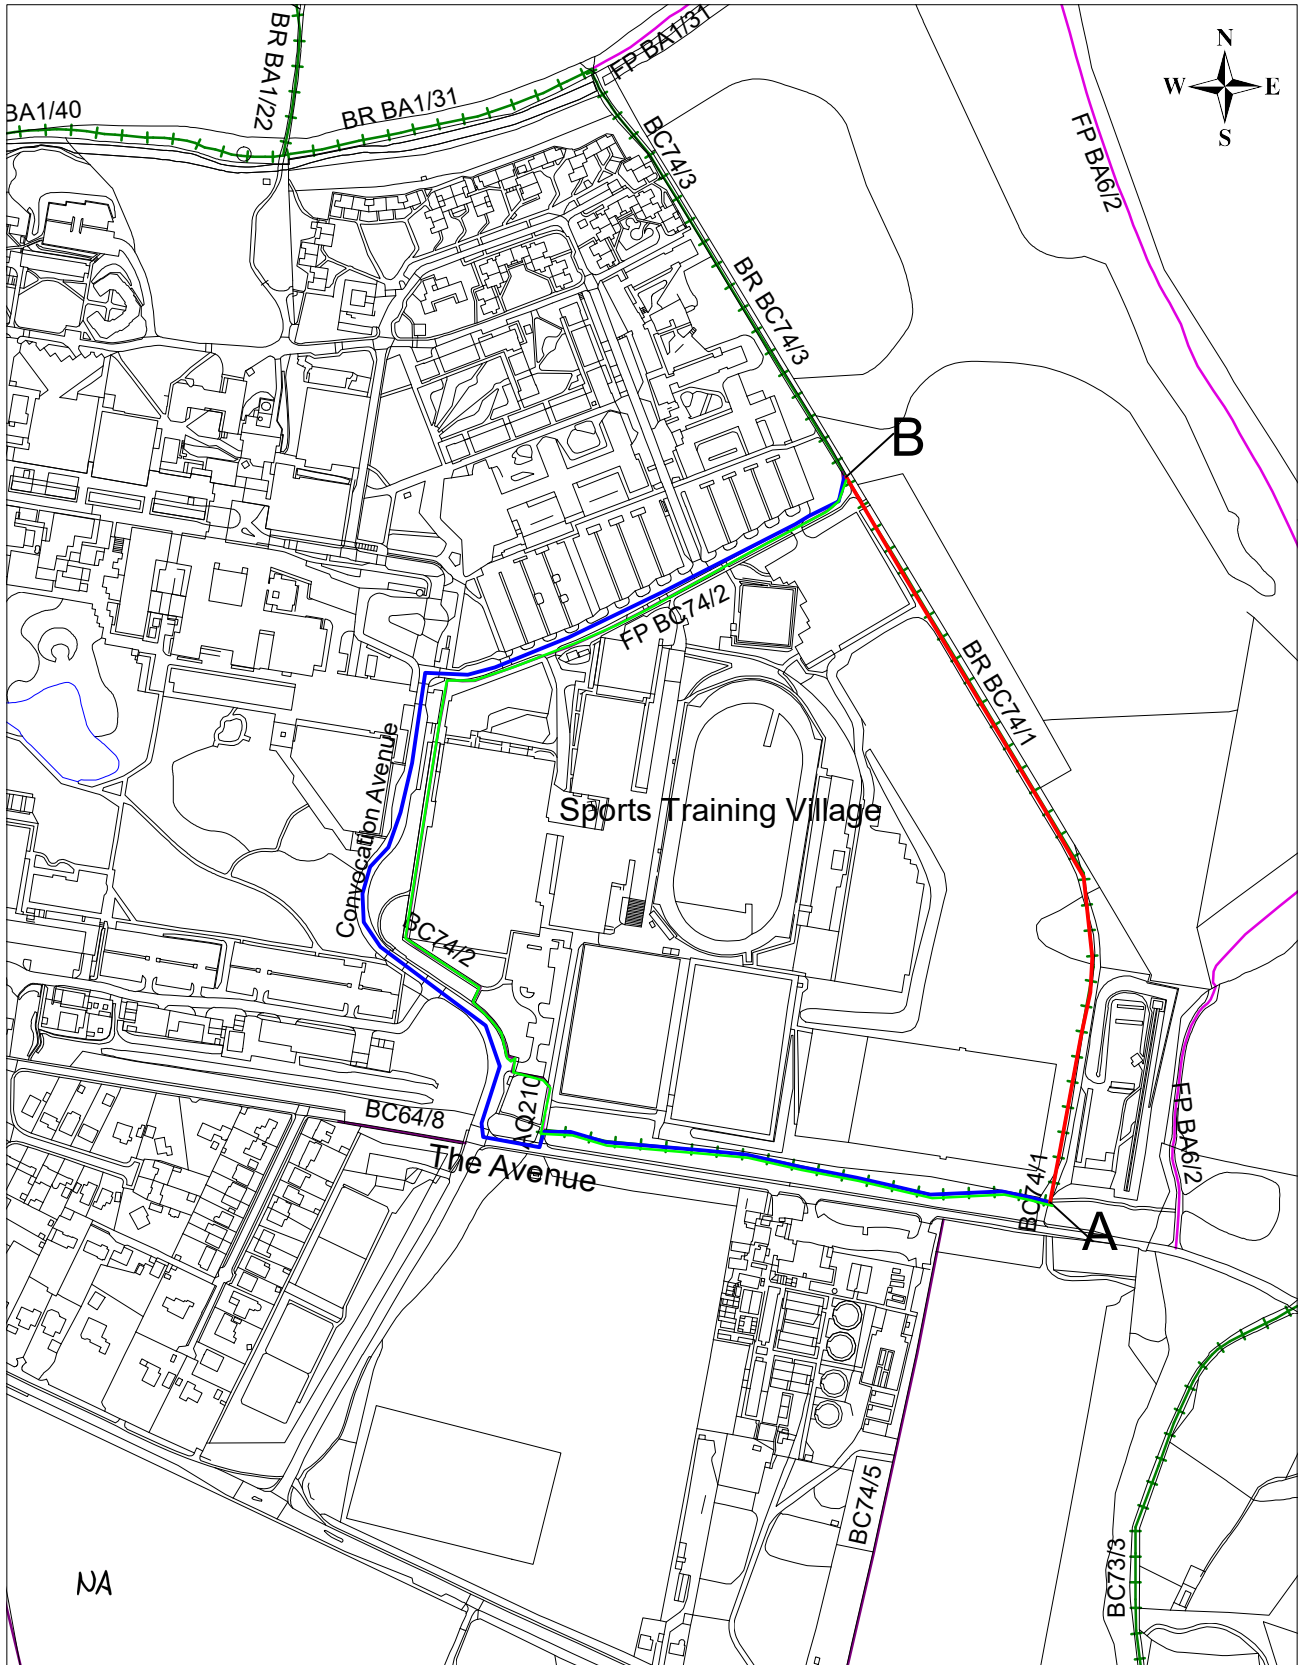 BR BA1/22
FP BA1/31
N
W E
S
BA1/40
BR BA1/31
BC74/3
FP BA6/2
BR BC74/3
B
FP BC74/2
BR BC74/1
Convocation Avenue
Sports Training Village
BC74/2
AQ210
BC64/8
The Avenue
BC74/1
A
FP BA6/2
BC74/5
BC73/3
NA